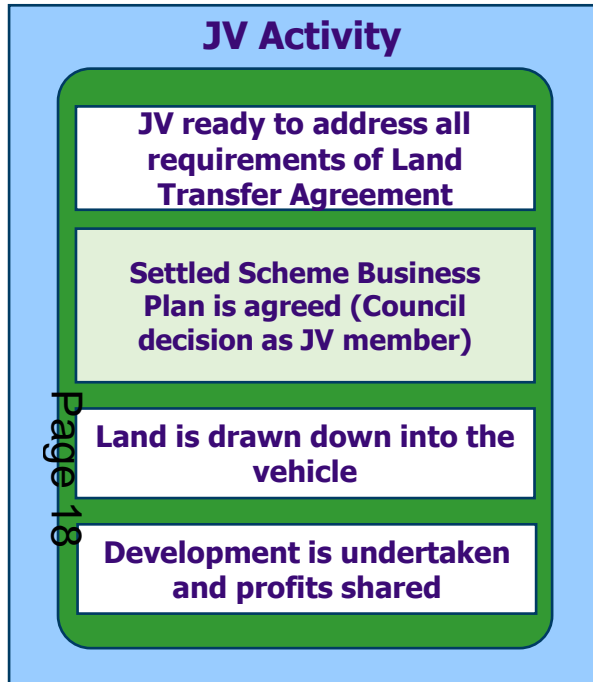 JV Activity
JV ready to address all
requirements of Land
Transfer Agreement
Settled Scheme Business
Plan is agreed (Council
decision as JV member)
Land is drawn down into the
vehicle
Development is undertaken
and profits shared
Page 18